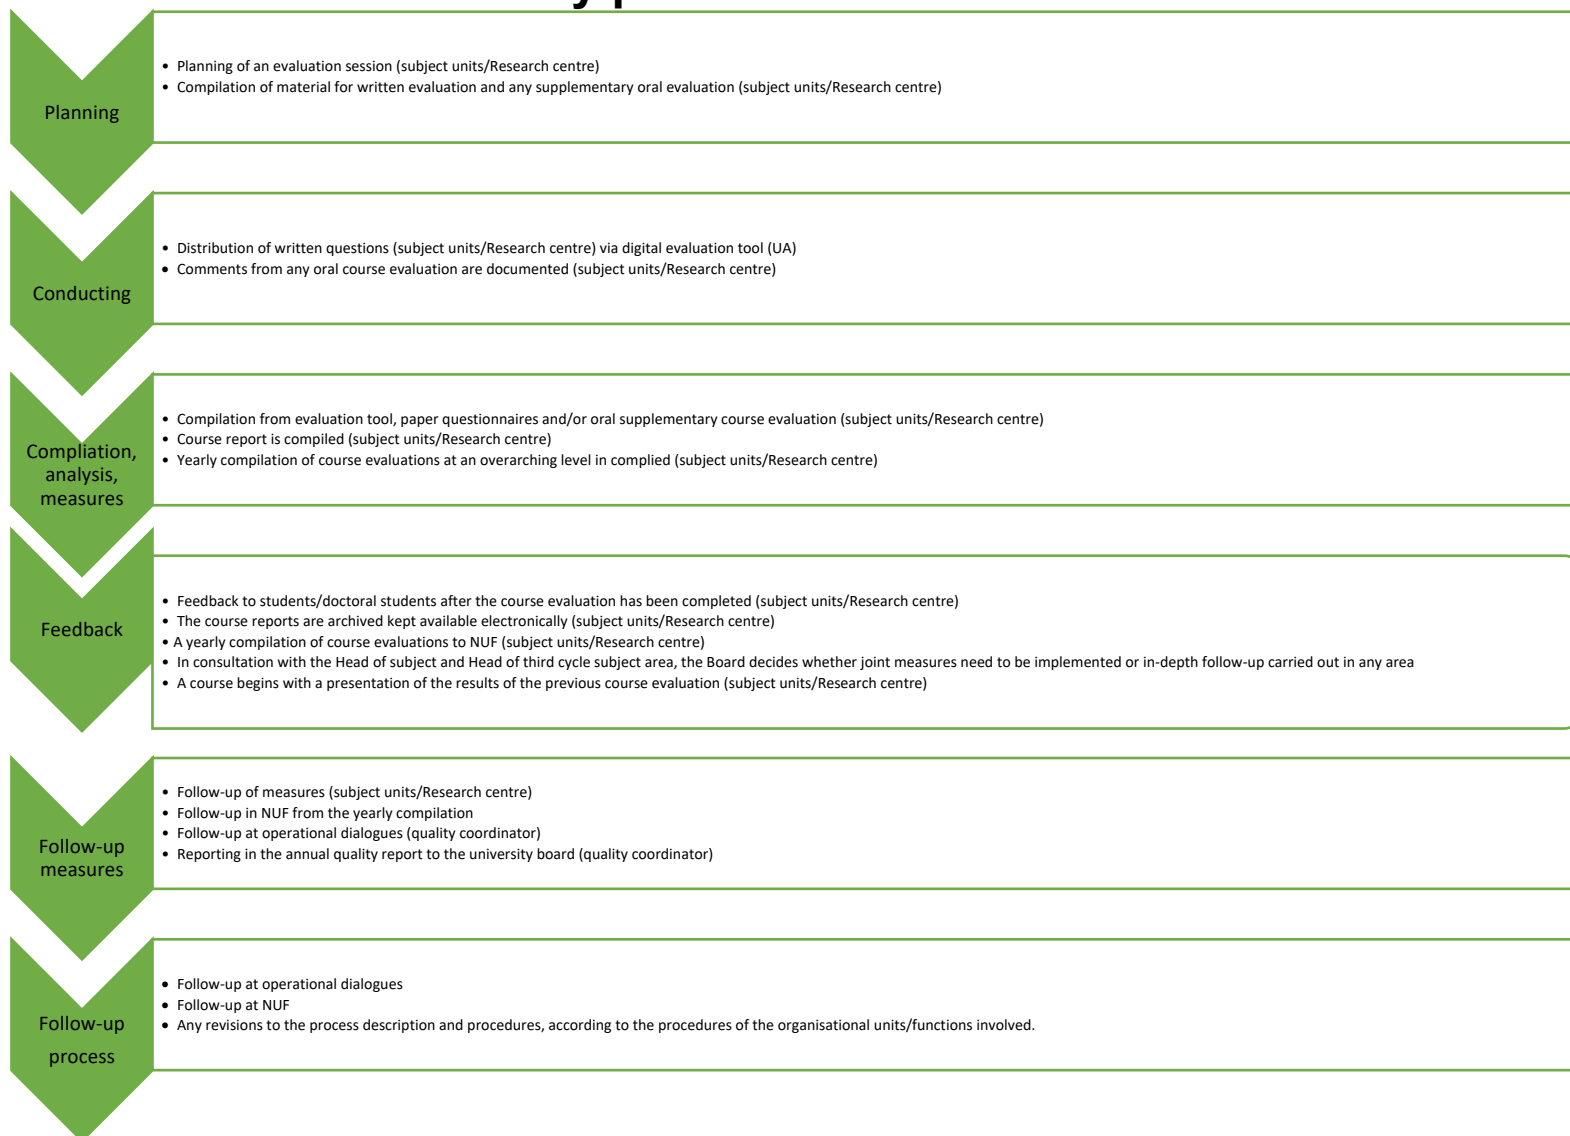 Planning
• Planning of an evaluation session (subject units/Research centre)
• Compilation of material for written evaluation and any supplementary oral evaluation (subject units/Research centre)
Conducting
• Distribution of written questions (subject units/Research centre) via digital evaluation tool (UA)
• Comments from any oral course evaluation are documented (subject units/Research centre)
Compliation,
analysis,
measures
• Compilation from evaluation tool, paper questionnaires and/or oral supplementary course evaluation (subject units/Research centre)
• Course report is compiled (subject units/Research centre)
• Yearly compilation of course evaluations at an overarching level in complied (subject units/Research centre)
Feedback
• Feedback to students/doctoral students after the course evaluation has been completed (subject units/Research centre)
• The course reports are archived kept available electronically (subject units/Research centre)
• A yearly compilation of course evaluations to NUF (subject units/Research centre)
• In consultation with the Head of subject and Head of third cycle subject area, the Board decides whether joint measures need to be implemented or in-depth follow-up carried out in any area
• A course begins with a presentation of the results of the previous course evaluation (subject units/Research centre)
Follow-up
measures
• Follow-up of measures (subject units/Research centre)
• Follow-up in NUF from the yearly compilation
• Follow-up at operational dialogues (quality coordinator)
• Reporting in the annual quality report to the university board (quality coordinator)
Follow-up
process
• Follow-up at operational dialogues
• Follow-up at NUF
• Any revisions to the process description and procedures, according to the procedures of the organisational units/functions involved.